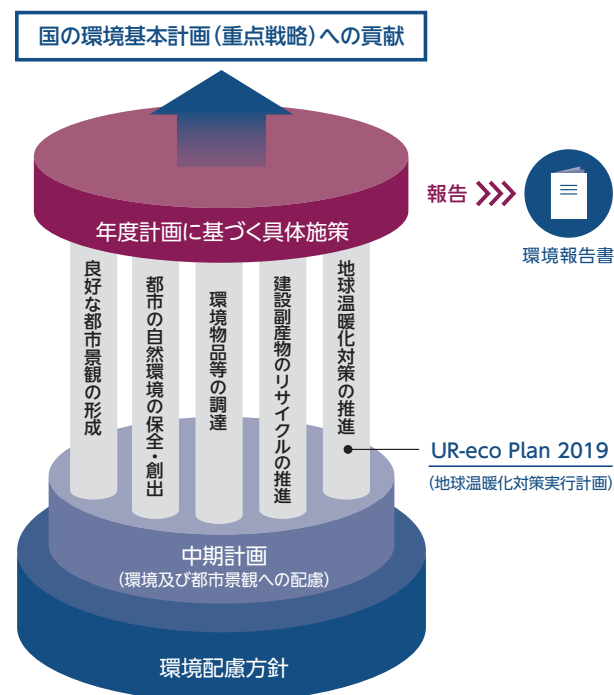 国の環境基本計画(重点戦略)への貢献
年度計画に基づく具体施策
報告
環境報告書
良好な都市景観の形成
都市の自然環境の保全・創出
環境物品等の調達
建設副産物のリサイクルの推進
地球温暖化対策の推進
UR-eco Plan 2019
(地球温暖化対策実行計画)
中期計画
(環境及び都市景観への配慮)
環境配慮方針